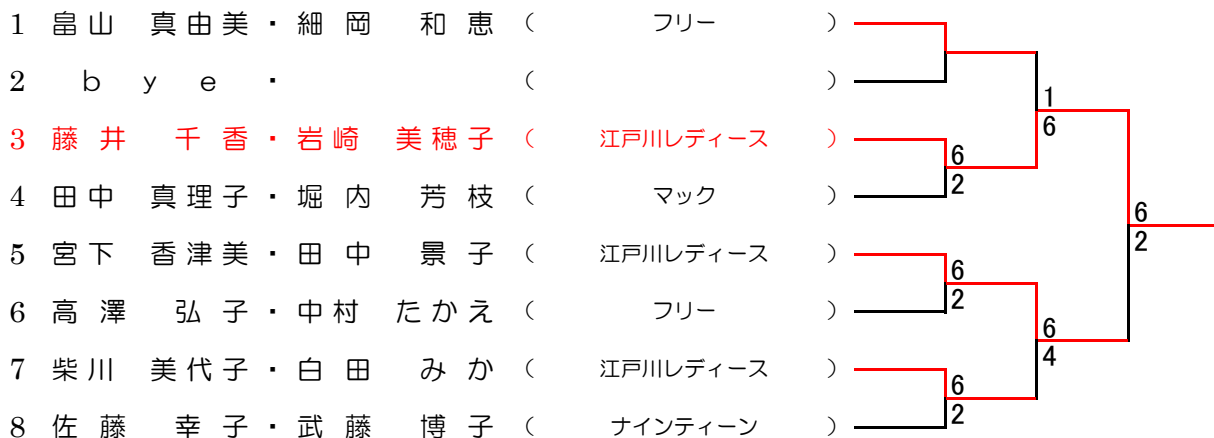 1 畠山 真由美・細岡 和恵 ( フリー )
2 ｂｙｅ・ ( )
1
3 藤井 千香・岩崎 美穂子 ( 江戸川レディース ) 6
6
4 田中 真理子・堀内 芳枝 ( マック ) 2
6
5 宮下 香津美・田中 景子 ( 江戸川レディース ) 2
6
6 高澤 弘子・中村 たかえ ( フリー ) 2
6
7 柴川 美代子・白田 みか ( 江戸川レディース ) 4
6
8 佐藤 幸子・武藤 博子 ( ナインティーン ) 2